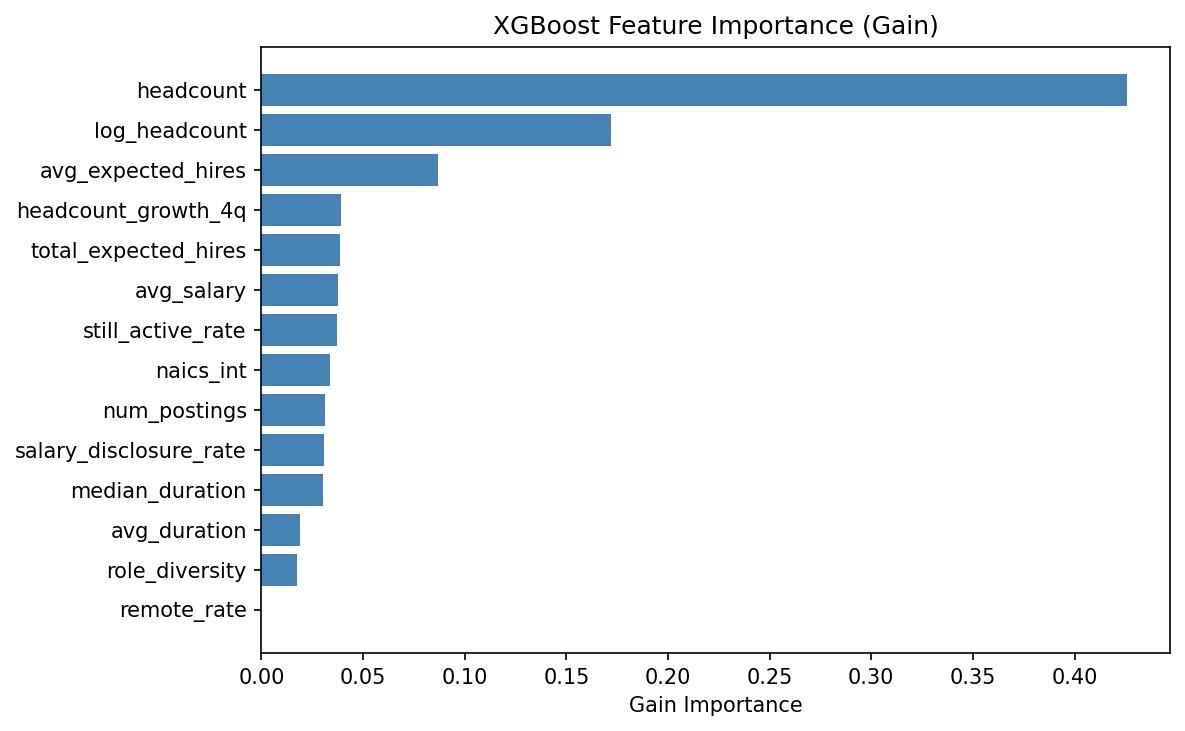 XGBoost Feature Importance (Gain)
headcount
log_headcount
avg_expected_hires
headcount_growth_4q
total_expected_hires
avg_salary
still_active_rate
naics_int
num_postings
salary_disclosure_rate
median_duration
avg_duration
role_diversity
remote_rate
0.00 0.05 0.10 0.15 0.20 0.25 0.30 0.35 0.40
Gain Importance